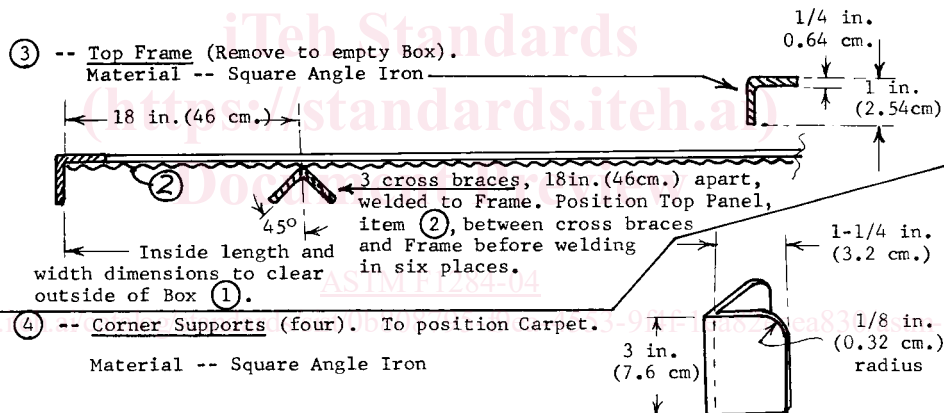 iTeh Standards
(https://standards.iteh.ai)
Document Preview
③ -- Top Frame (Remove to empty Box).
Material -- Square Angle Iron
1/4 in.
0.64 cm.
1 in.
(2.54cm)
18 in.(46 cm.)
②
45°
3 cross braces, 18in.(46cm.) apart,
welded to Frame. Position Top Panel,
item ②, between cross braces
and Frame before welding
in six places.
Inside length and
width dimensions to clear
outside of Box ①.
ASTM F1284-04
④ -- Corner Supports (four). To position Carpet.
Material -- Square Angle Iron
1-1/4 in.
(3.2 cm.)
3 in.
(7.6 cm)
1/8 in.
(0.32 cm.)
radius